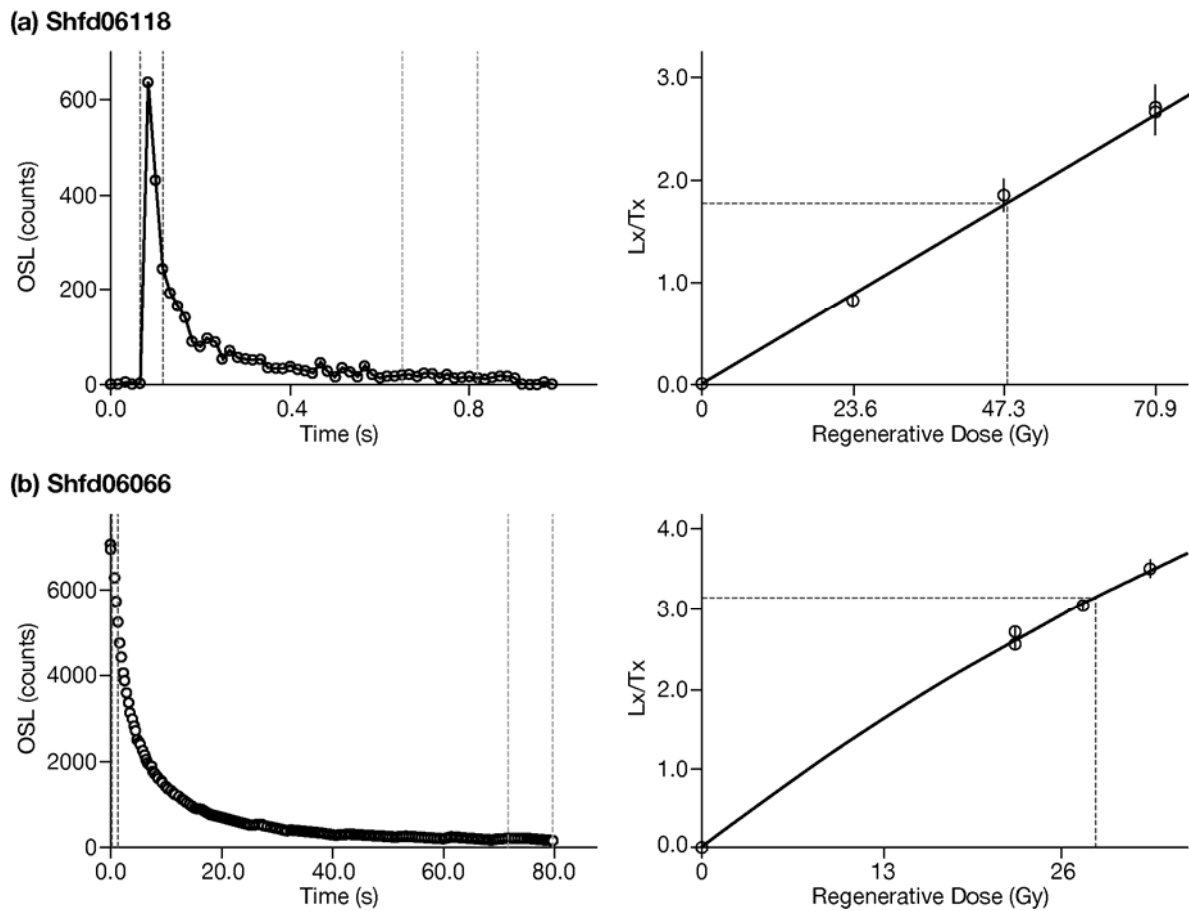 (a) Shfd06118
600
400
200
0
OSL (counts)
0.0 0.4 0.8
Time (s)
3.0
2.0
1.0
0.0
Lx/Tx
0 23.6 47.3 70.9
Regenerative Dose (Gy)
(b) Shfd06066
6000
4000
2000
0
OSL (counts)
0.0 20.0 40.0 60.0 80.0
Time (s)
4.0
3.0
2.0
1.0
0.0
Lx/Tx
0 13 26
Regenerative Dose (Gy)